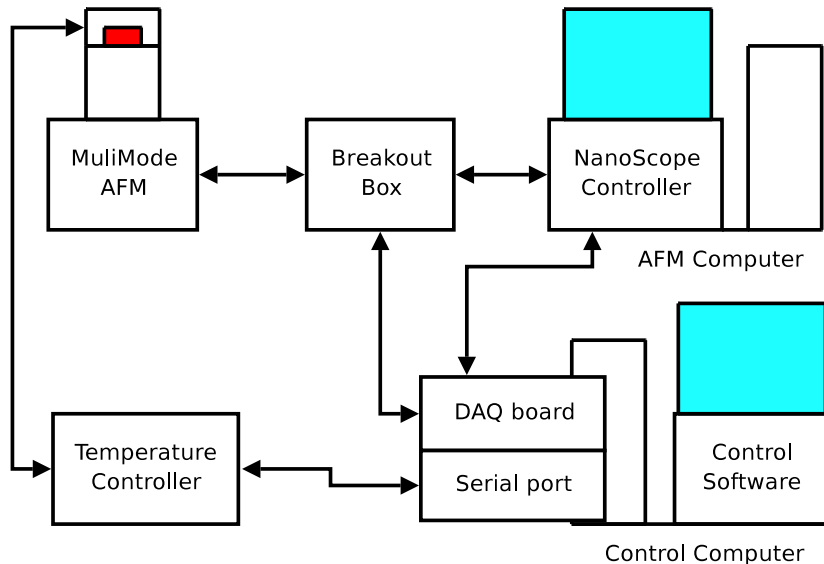 MuliMode
AFM
Breakout
Box
NanoScope
Controller
AFM Computer
DAQ board
Temperature
Controller
Serial port
Control
Software
Control Computer